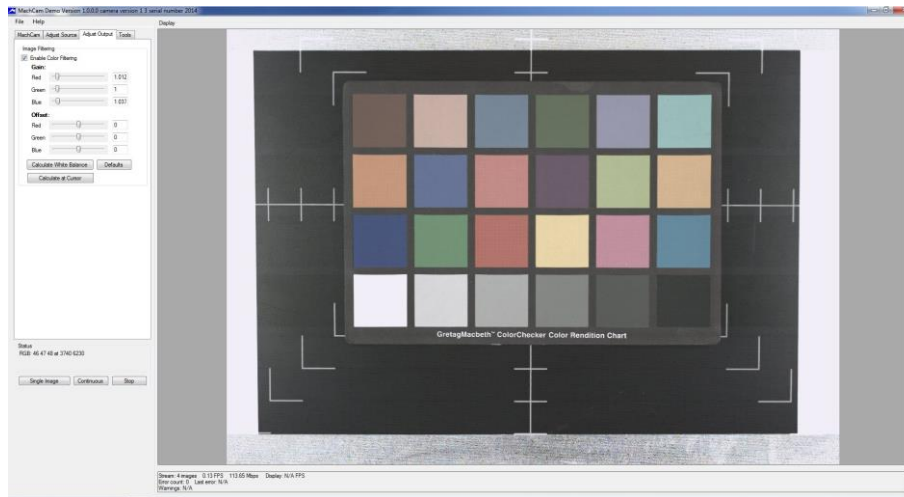 MechCam Demo Version 1.0.0.0 camera version 1 3 serial number 2014
File Help
MechCam Adjust Source Adjust Output Tools
Image Filtering
Enable Color Filtering
Gain:
Red 1.012
Green 1
Blue 1.037
Offset:
Red 0
Green 0
Blue 0
Calculate White Balance Defaults
Calculate at Cursor
Status
RGB: 46 47 48 at 3740 6230
Single Image Continuous Stop
Display
GretagMacbeth™ ColorChecker Color Rendition Chart
Stream: 4 images 0.13 FPS 113.65 Mbps Display: N/A FPS
Error count: 0 Last error: N/A
Warnings: N/A